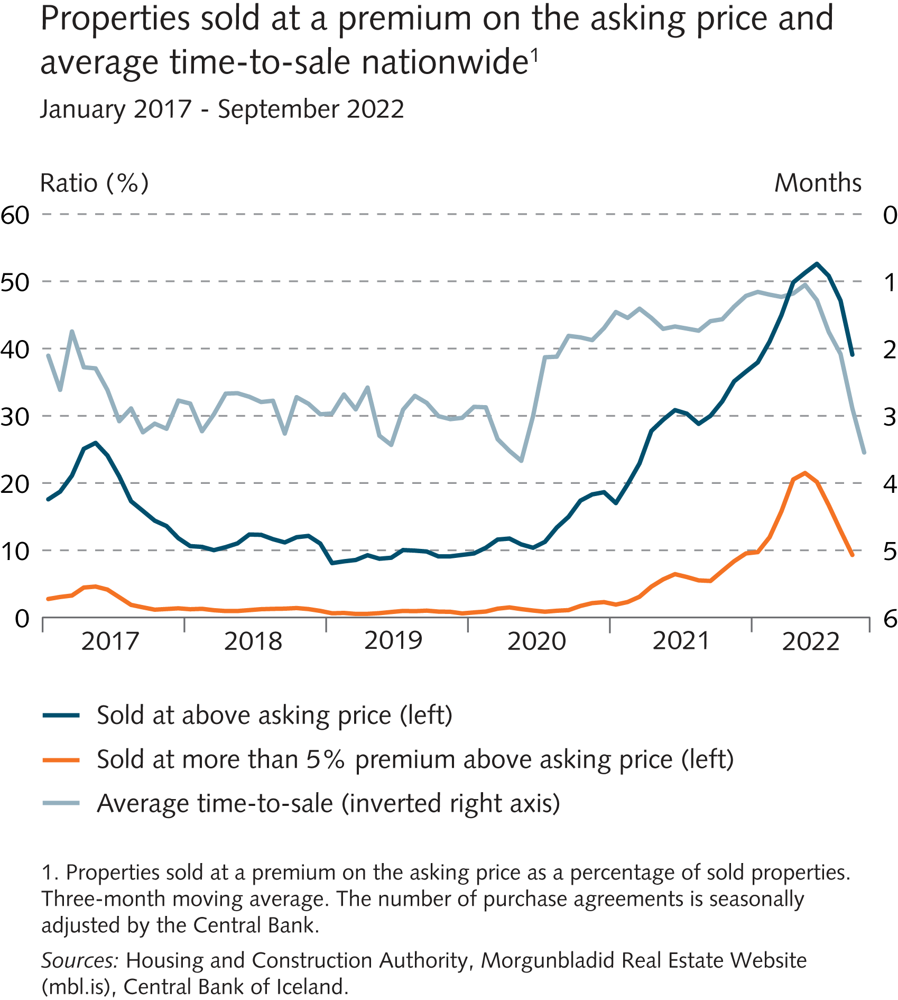 Properties sold at a premium on the asking price and
average time-to-sale nationwide¹
January 2017 - September 2022
Ratio (%)
Months
60
0
50
1
40
2
30
3
20
4
10
5
0
6
2017
2018
2019
2020
2021
2022
Sold at above asking price (left)
Sold at more than 5% premium above asking price (left)
Average time-to-sale (inverted right axis)
1. Properties sold at a premium on the asking price as a percentage of sold properties.
Three-month moving average. The number of purchase agreements is seasonally
adjusted by the Central Bank.
Sources: Housing and Construction Authority, Morgunbladid Real Estate Website
(mbl.is), Central Bank of Iceland.